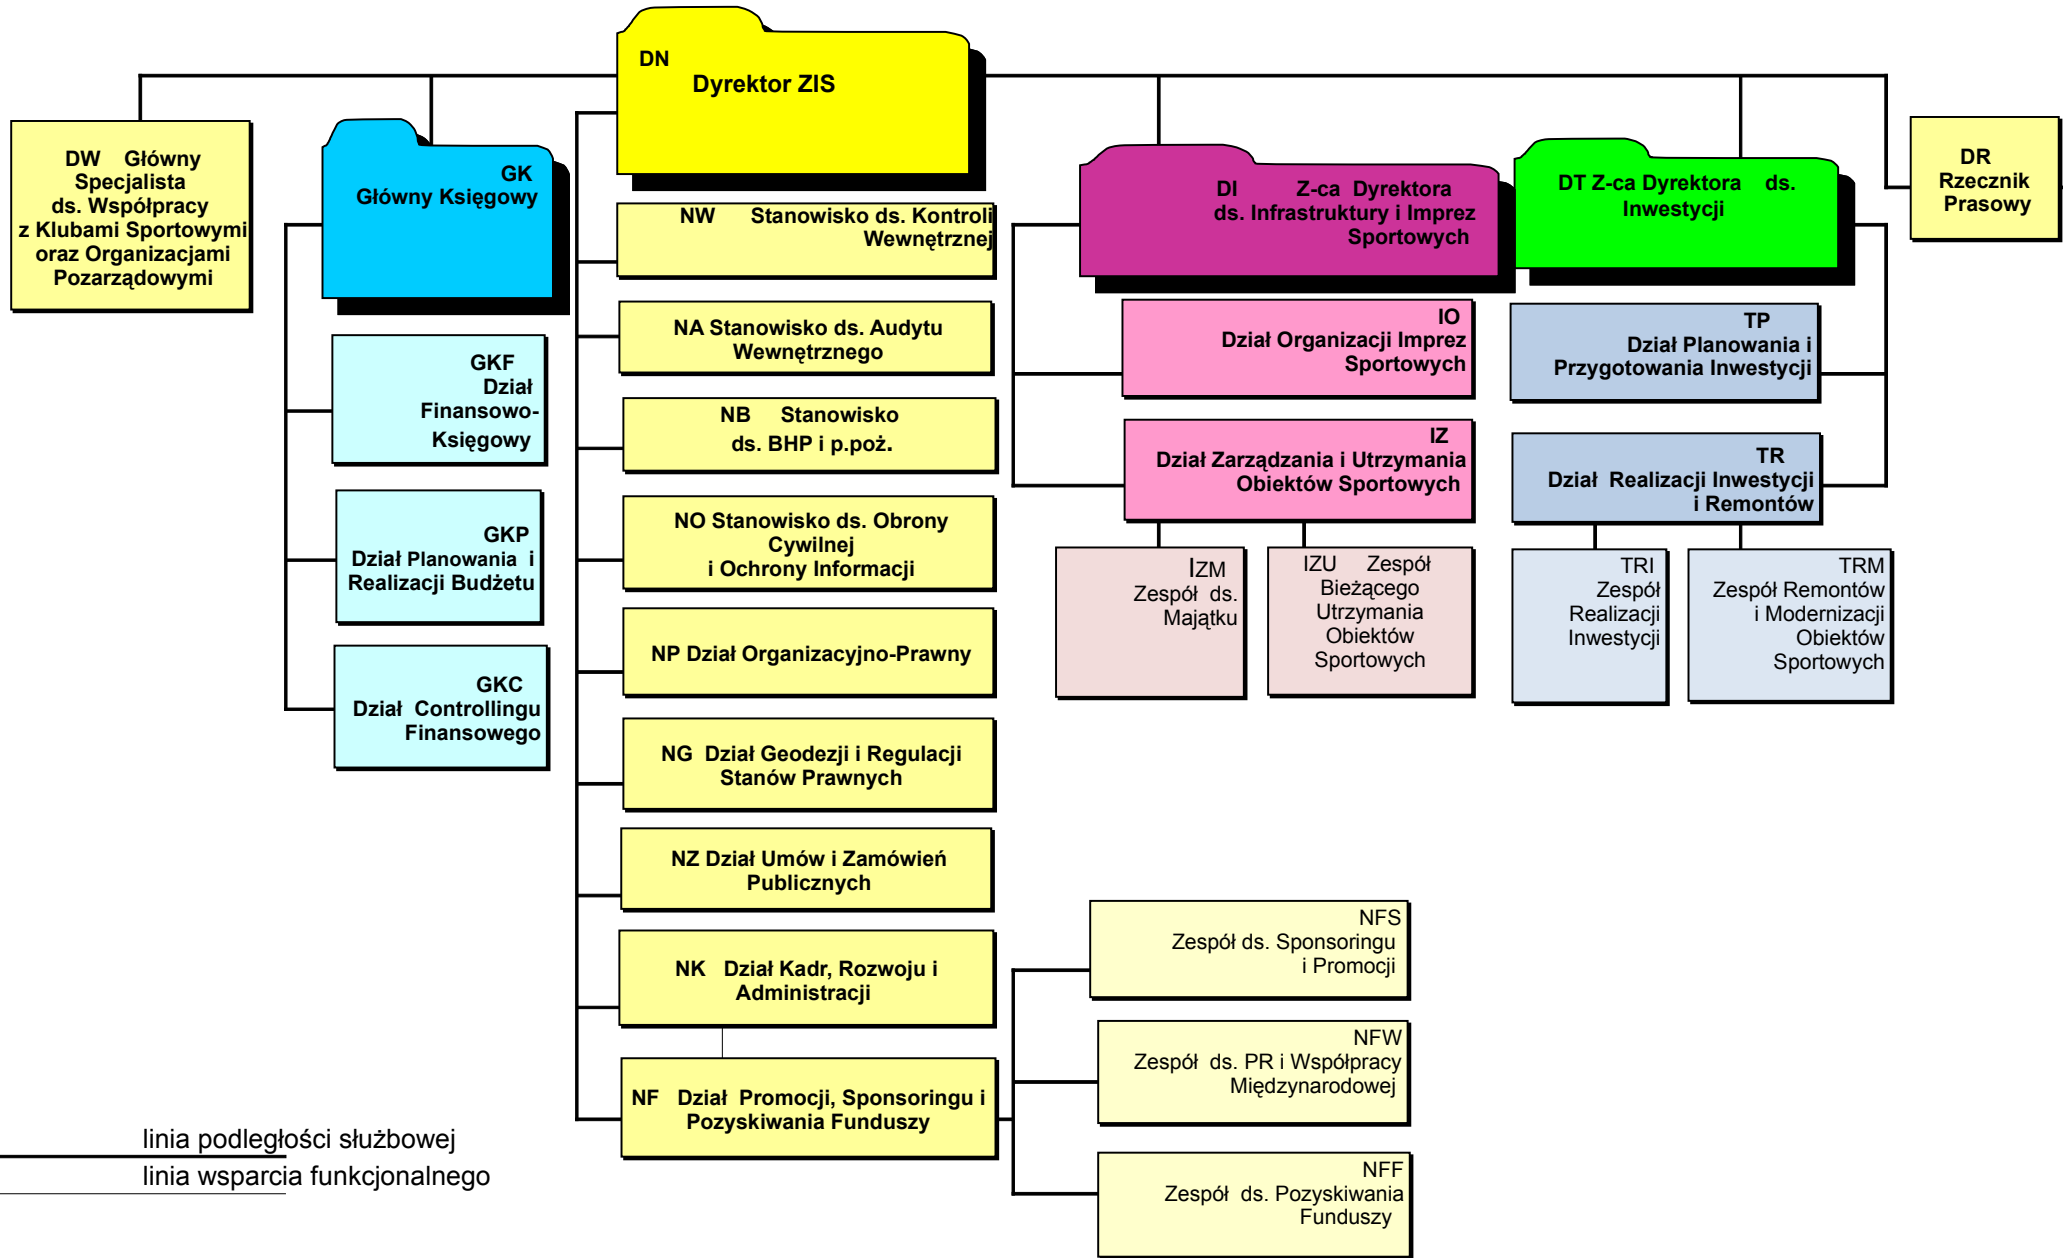 DN
Dyrektor ZIS
DW Główny
Specjalista
ds. Współpracy
z Klubami Sportowymi
oraz Organizacjami
Pozarządowymi
GK
Główny Księgowy
GKF
Dział
Finansowo-
Księgowy
GKP
Dział Planowania i
Realizacji Budżetu
GKC
Dział Controllingu
Finansowego
NW Stanowisko ds. Kontroli
Wewnętrznej
NA Stanowisko ds. Audytu
Wewnętrznego
NB Stanowisko
ds. BHP i p.poż.
NO Stanowisko ds. Obrony
Cywilnej
i Ochrony Informacji
NP Dział Organizacyjno-Prawny
NG Dział Geodezji i Regulacji
Stanów Prawnych
NZ Dział Umów i Zamówień
Publicznych
NK Dział Kadr, Rozwoju i
Administracji
NF Dział Promocji, Sponsoringu i
Pozyskiwania Funduszy
NFS
Zespół ds. Sponsoringu
i Promocji
NFW
Zespół ds. PR i Współpracy
Międzynarodowej
NFF
Zespół ds. Pozyskiwania
Funduszy
DI Z-ca Dyrektora
ds. Infrastruktury i Imprez
Sportowych
IO
Dział Organizacji Imprez
Sportowych
IZ
Dział Zarządzania i Utrzymania
Obiektów Sportowych
IZM
Zespół ds.
Majątku
IZU Zespół
Bieżącego
Utrzymania
Obiektów
Sportowych
DT Z-ca Dyrektora ds.
Inwestycji
TP
Dział Planowania i
Przygotowania Inwestycji
TR
Dział Realizacji Inwestycji
i Remontów
TRI
Zespół
Realizacji
Inwestycji
TRM
Zespół Remontów
i Modernizacji
Obiektów
Sportowych
DR
Rzecznik
Prasowy
linia podległości służbowej
linia wsparcia funkcjonalnego